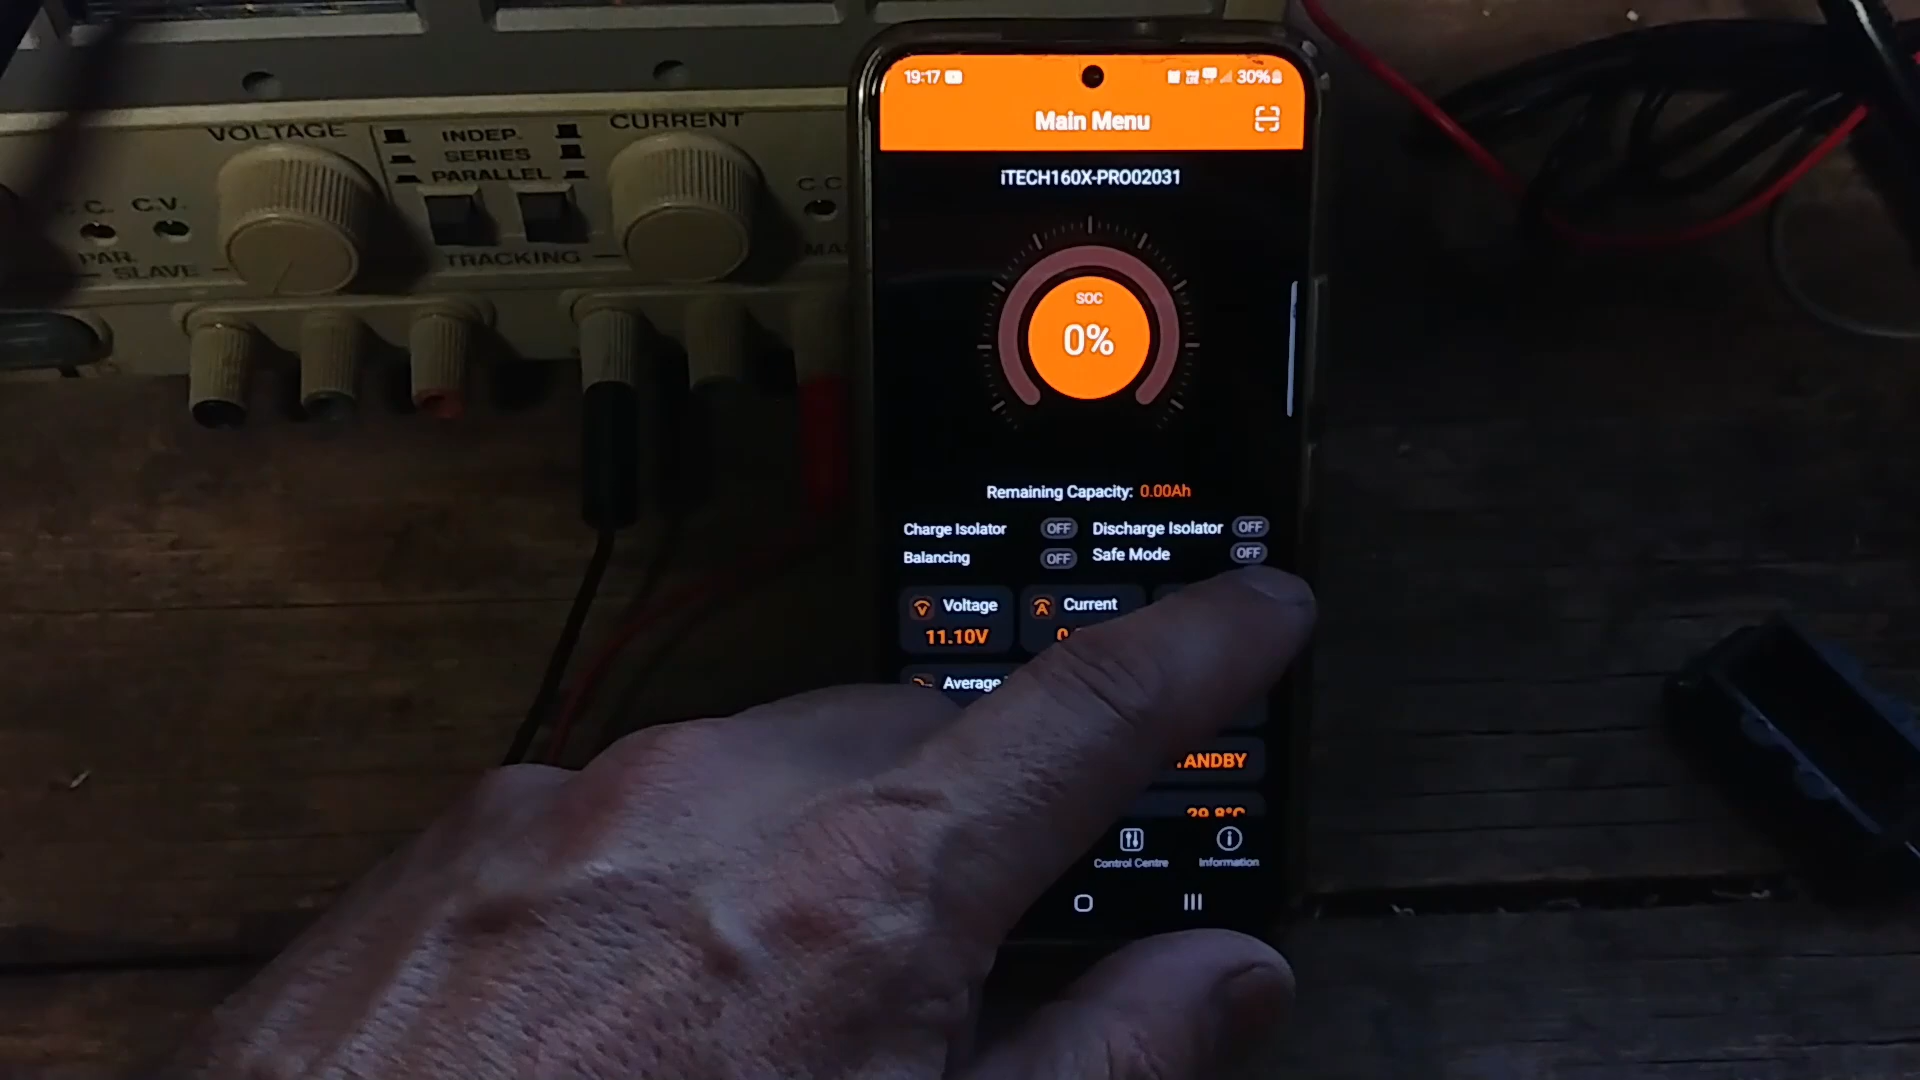 VOLTAGE
INDEP.
SERIES
PARALLEL
TRACKING
CURRENT
C.V.
PAR.
SLAVE
19:17
30%
Main Menu
iTECH160X-PRO02031
SOC
0%
Remaining Capacity: 0.00Ah
Charge Isolator OFF Discharge Isolator OFF
Balancing OFF Safe Mode OFF
Voltage Current
11.10V
Average
ANDBY
29.8°C
Control Centre Information